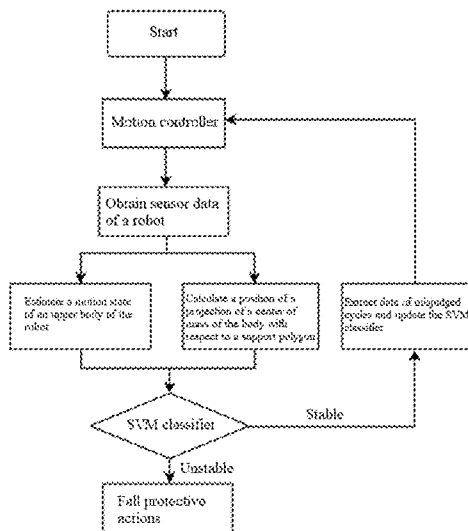 Start
Motion controller
Obtain sensor data
of a robot
Estimate a motion state
of an upper body of the
robot
Calculate a position of a
projection of a center of
mass of the body with
respect to a support polygon
Extract data of misjudged
cycles and update the SVM
classifier
SVM classifier
Stable
Unstable
Fall protective
actions